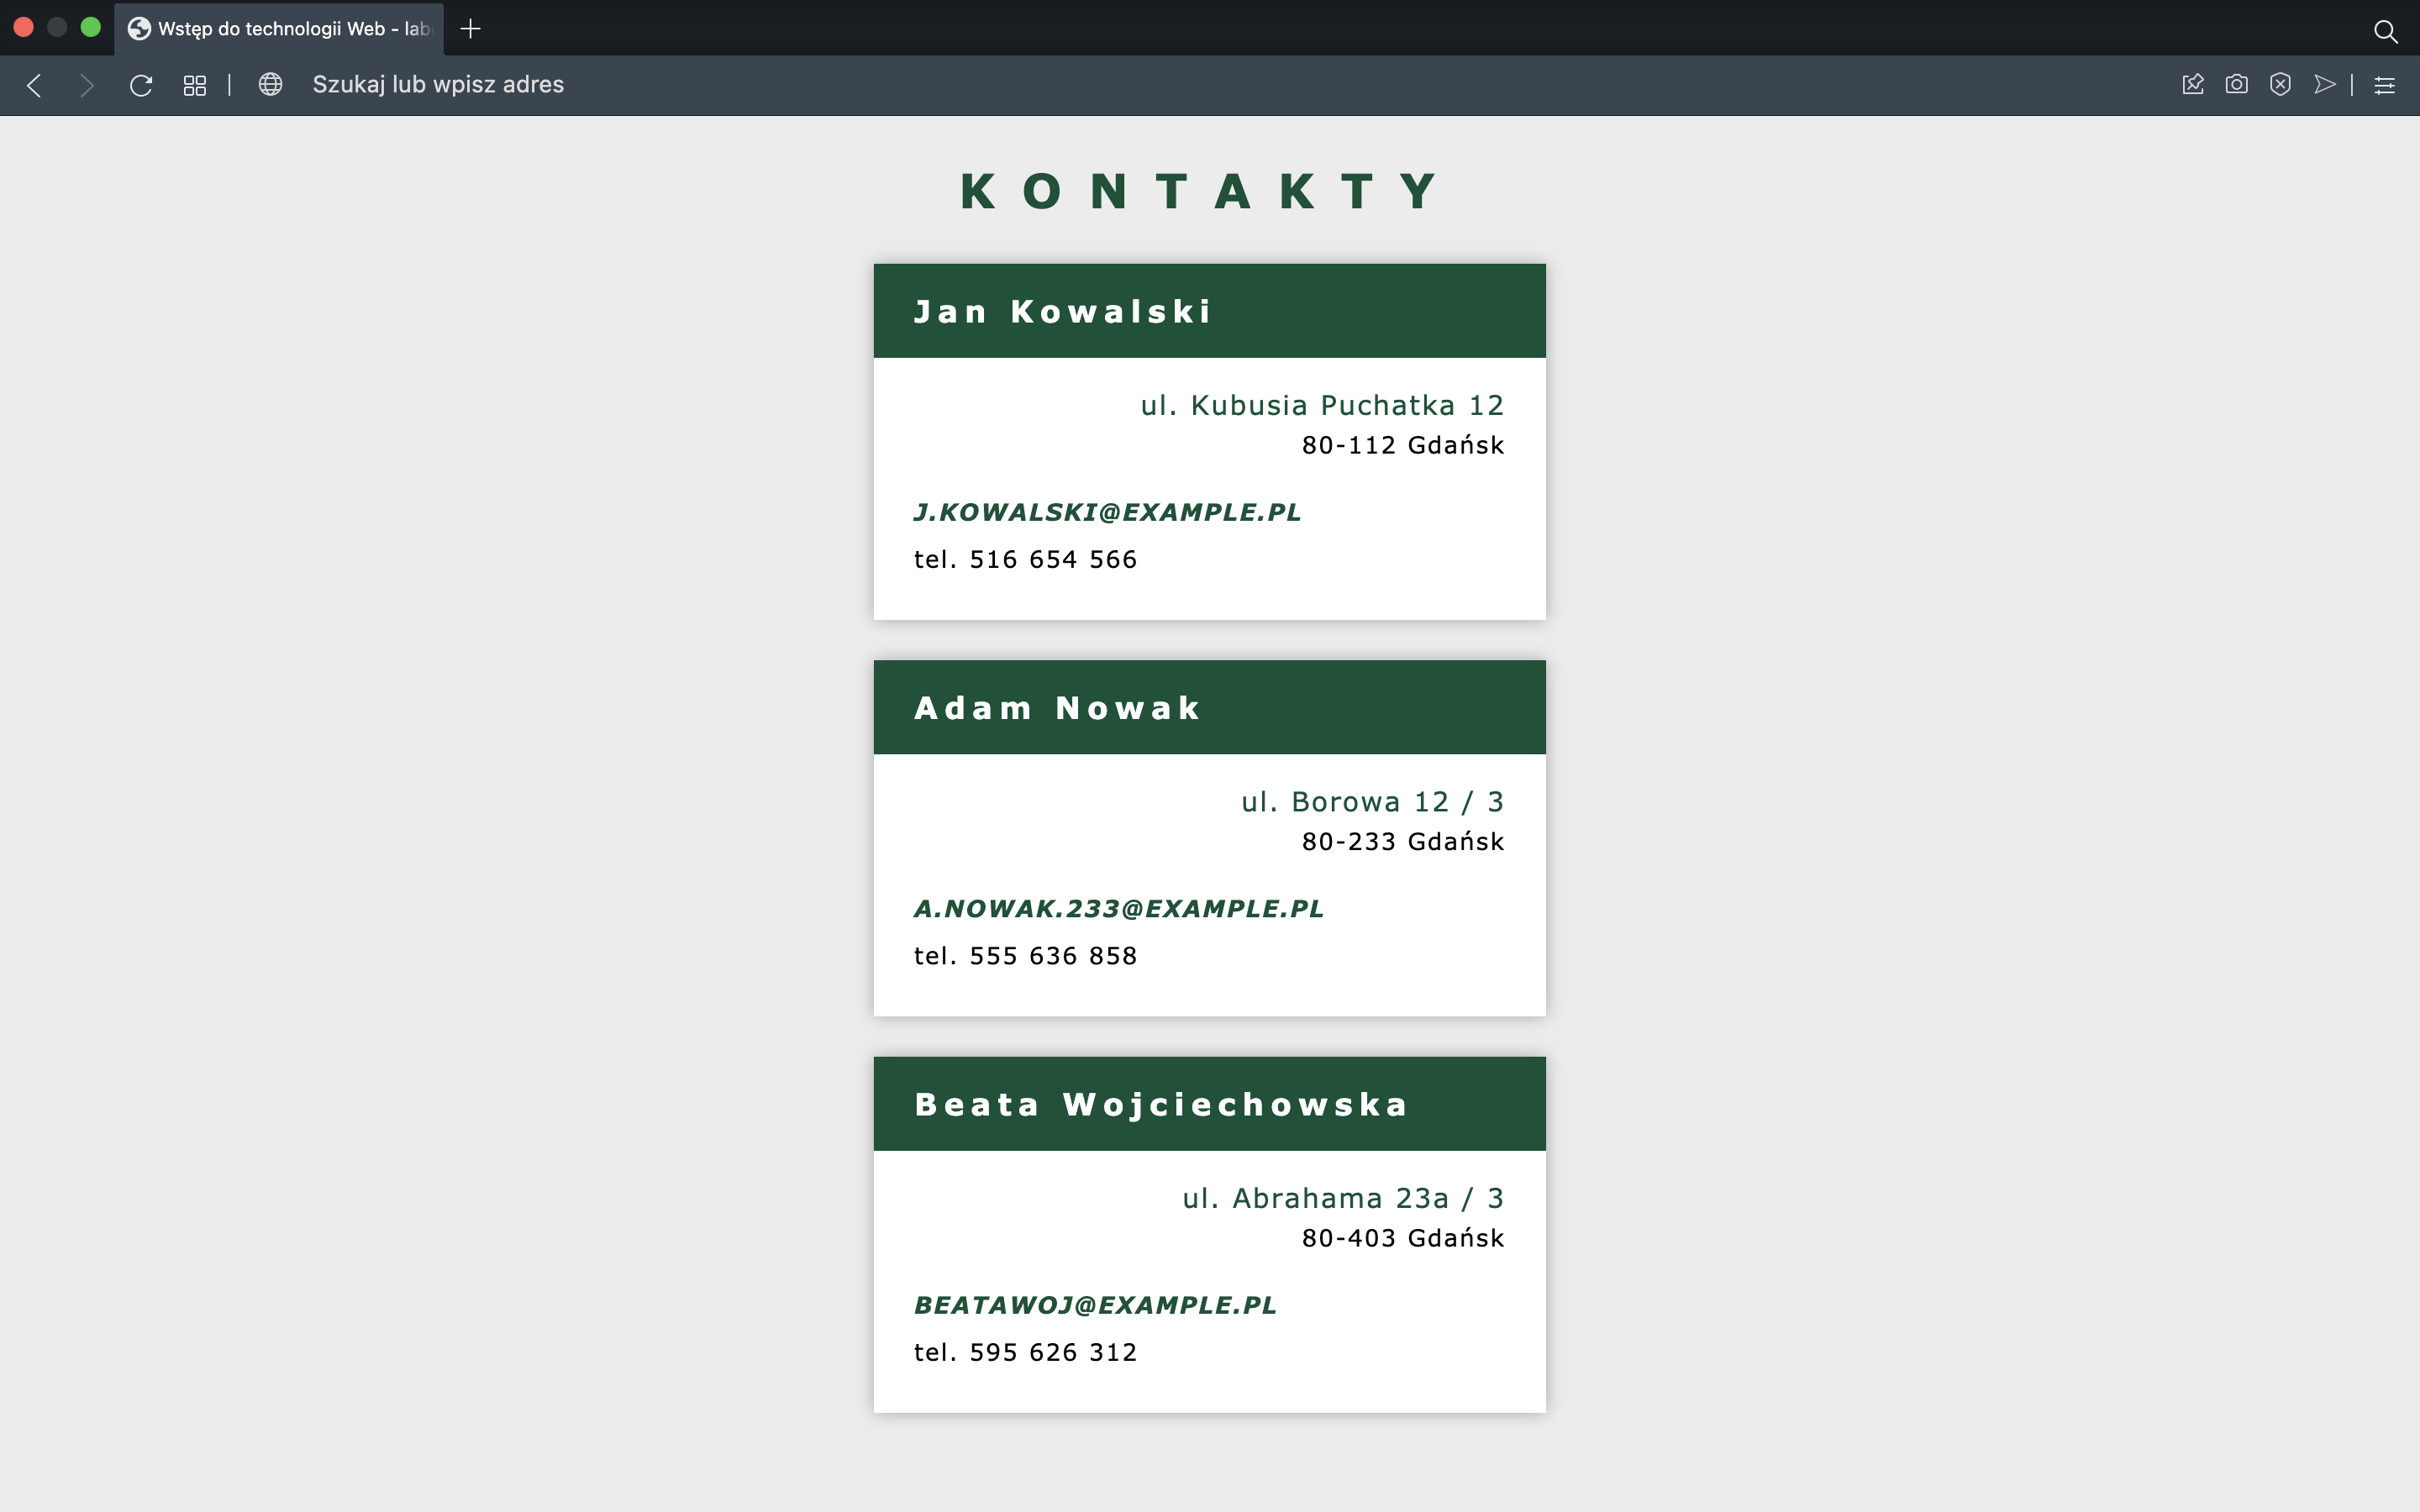 Wstęp do technologii Web - lab
Szukaj lub wpisz adres
KONTAKTY
Jan Kowalski
ul. Kubusia Puchatka 12
80-112 Gdańsk
J.KOWALSKI@EXAMPLE.PL
tel. 516 654 566
Adam Nowak
ul. Borowa 12 / 3
80-233 Gdańsk
A.NOWAK.233@EXAMPLE.PL
tel. 555 636 858
Beata Wojciechowska
ul. Abrahama 23a / 3
80-403 Gdańsk
BEATAWOJ@EXAMPLE.PL
tel. 595 626 312